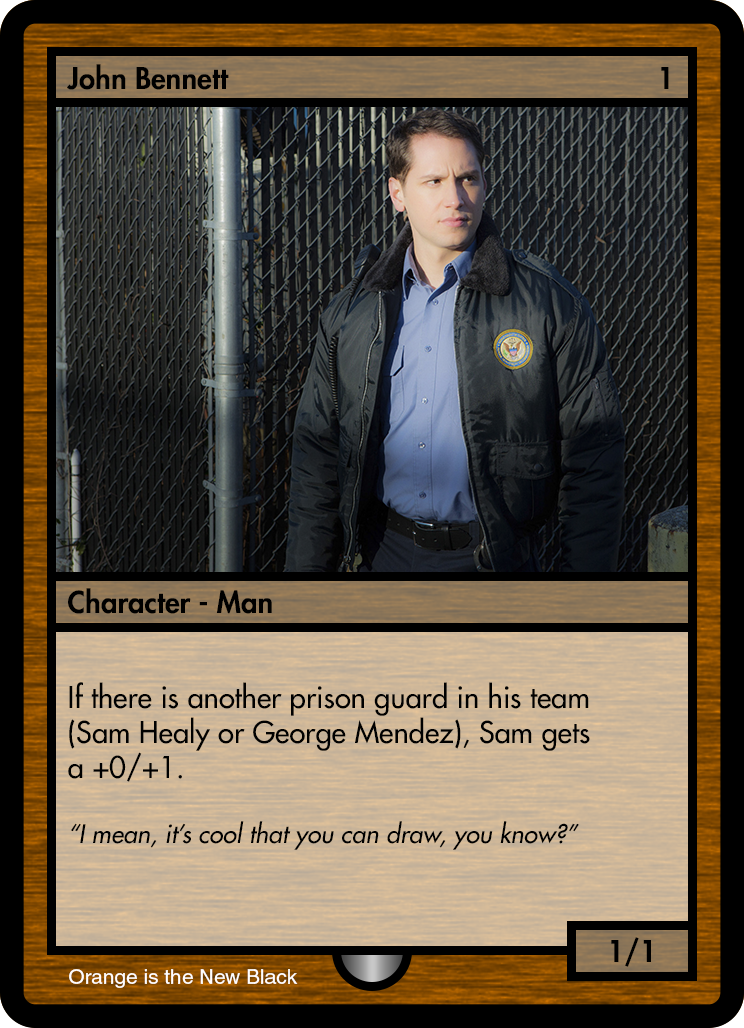 John Bennett 1
Character - Man
If there is another prison guard in his team
(Sam Healy or George Mendez), Sam gets
a +0/+1.
“I mean, it’s cool that you can draw, you know?”
1/1
Orange is the New Black